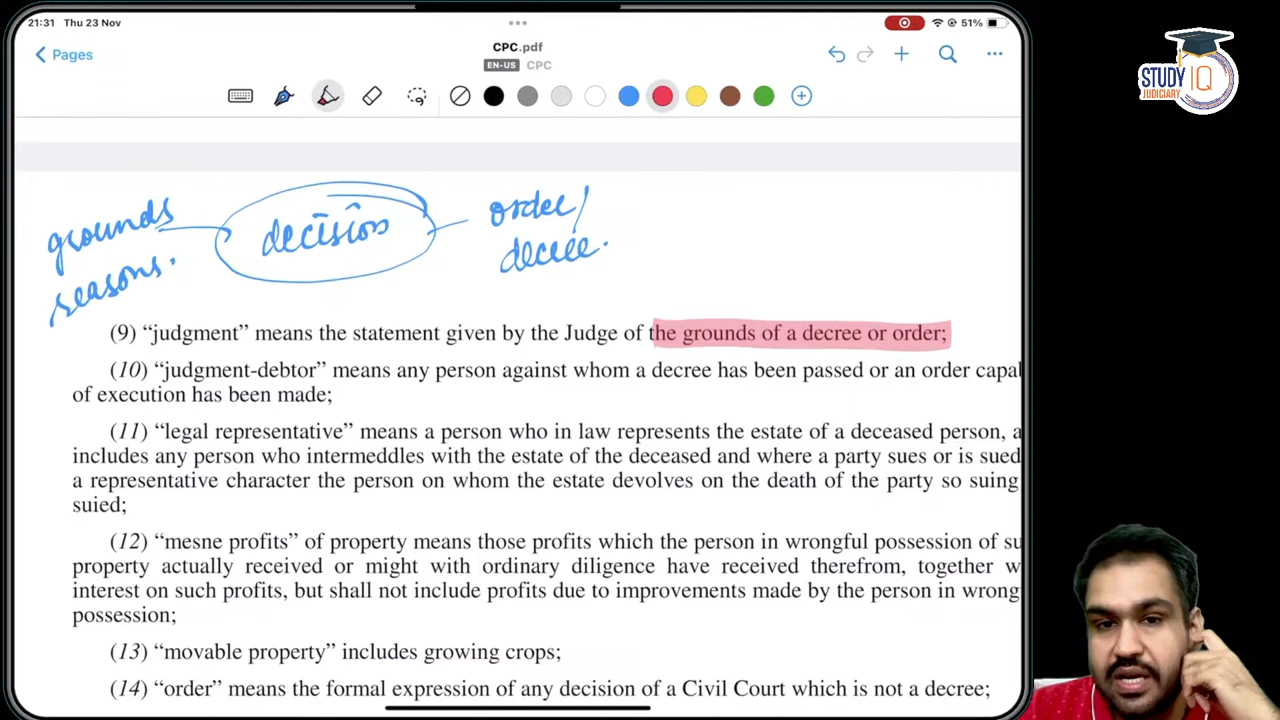 21:31 Thu 23 Nov
51%
Pages
CPC.pdf
EN-US CPC
STUDY IQ
JUDICIARY
grounds
reasons.
decision
order/
decree.
(9) “judgment” means the statement given by the Judge of the grounds of a decree or order;
(10) “judgment-debtor” means any person against whom a decree has been passed or an order capa
of execution has been made;
(11) “legal representative” means a person who in law represents the estate of a deceased person, a
includes any person who intermeddles with the estate of the deceased and where a party sues or is sued
a representative character the person on whom the estate devolves on the death of the party so suing
suied;
(12) “mesne profits” of property means those profits which the person in wrongful possession of su
property actually received or might with ordinary diligence have received therefrom, together w
interest on such profits, but shall not include profits due to improvements made by the person in wrong
possession;
(13) “movable property” includes growing crops;
(14) “order” means the formal expression of any decision of a Civil Court which is not a decree;